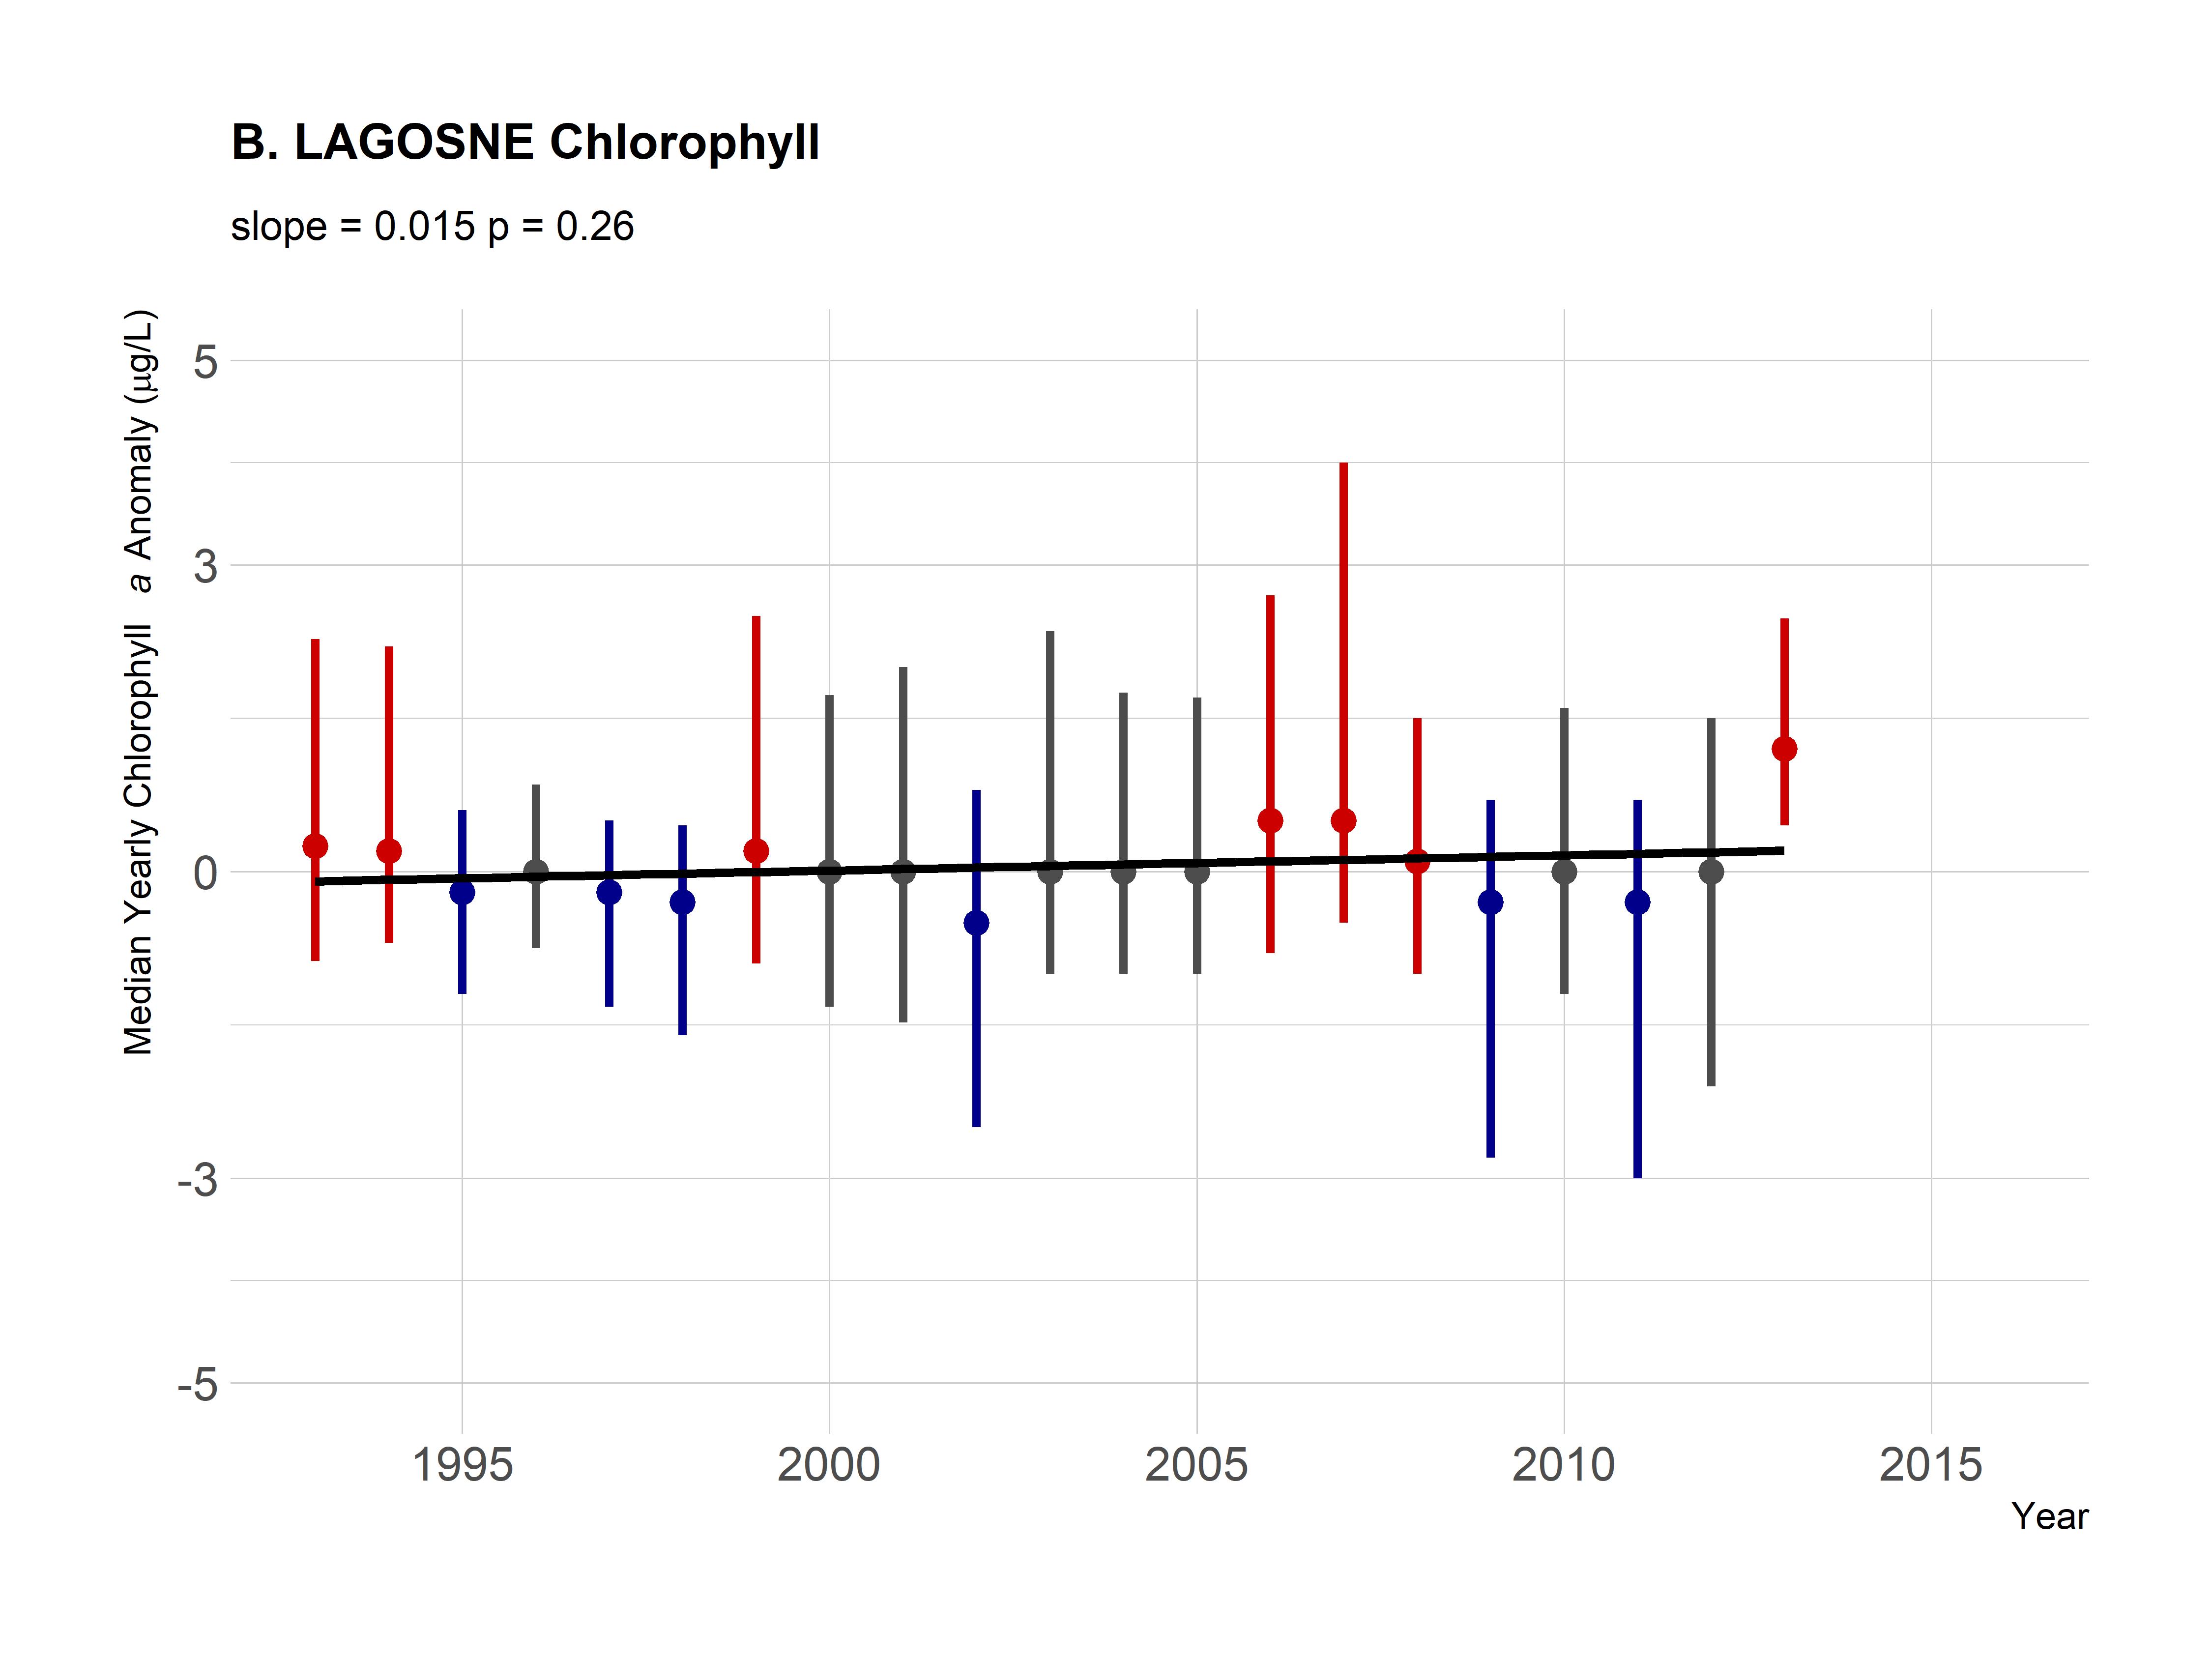 B. LAGOSNE Chlorophyll
slope = 0.015 p = 0.26
Median Yearly Chlorophyll a Anomaly (μg/L)
5
3
0
-3
-5
1995 2000 2005 2010 2015
Year